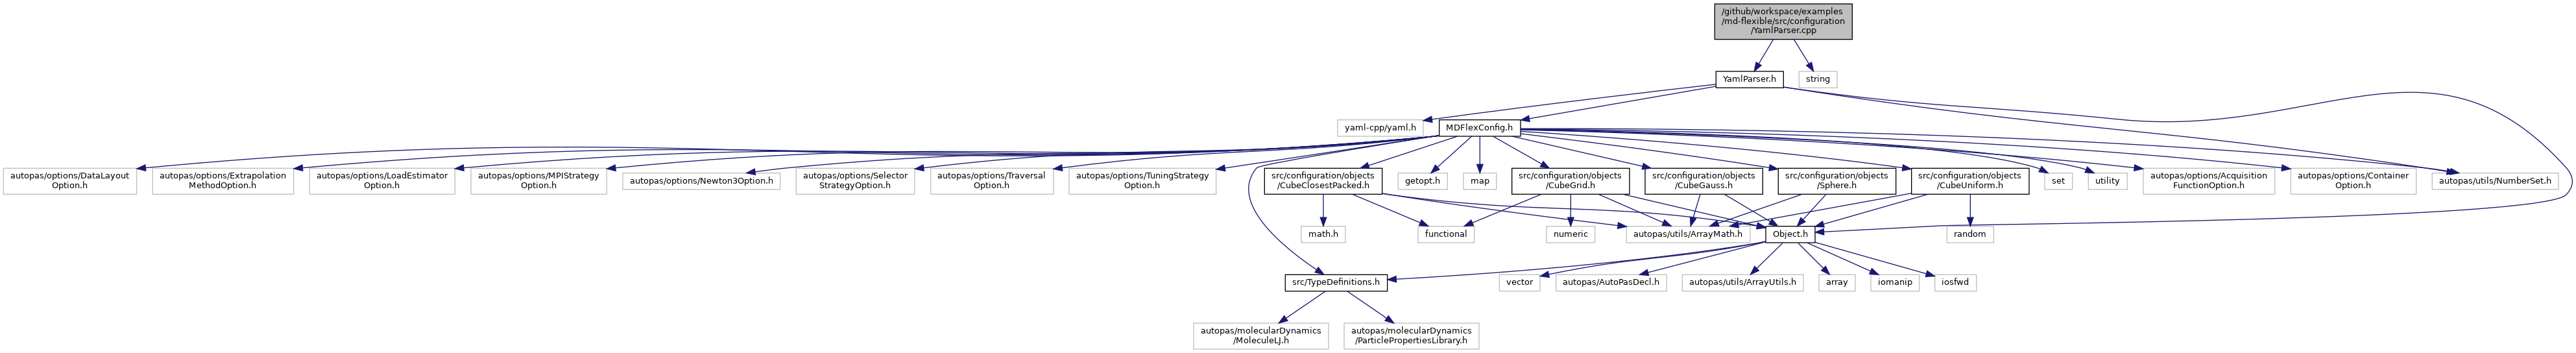 /github/workspace/examples
/md-flexible/src/configuration
/YamlParser.cpp
YamlParser.h
string
yaml-cpp/yaml.h
MDFlexConfig.h
autopas/options/DataLayout
Option.h
autopas/options/Extrapolation
MethodOption.h
autopas/options/LoadEstimator
Option.h
autopas/options/MPIStrategy
Option.h
autopas/options/Newton3Option.h
autopas/options/Selector
StrategyOption.h
autopas/options/Traversal
Option.h
autopas/options/TuningStrategy
Option.h
src/configuration/objects
/CubeClosestPacked.h
getopt.h
map
src/configuration/objects
/CubeGrid.h
src/configuration/objects
/CubeGauss.h
src/configuration/objects
/Sphere.h
src/configuration/objects
/CubeUniform.h
set
utility
autopas/options/Acquisition
FunctionOption.h
autopas/options/Container
Option.h
autopas/utils/NumberSet.h
math.h
functional
numeric
autopas/utils/ArrayMath.h
Object.h
random
src/TypeDefinitions.h
vector
autopas/AutoPasDecl.h
autopas/utils/ArrayUtils.h
array
iomanip
iosfwd
autopas/molecularDynamics
/MoleculeLJ.h
autopas/molecularDynamics
/ParticlePropertiesLibrary.h